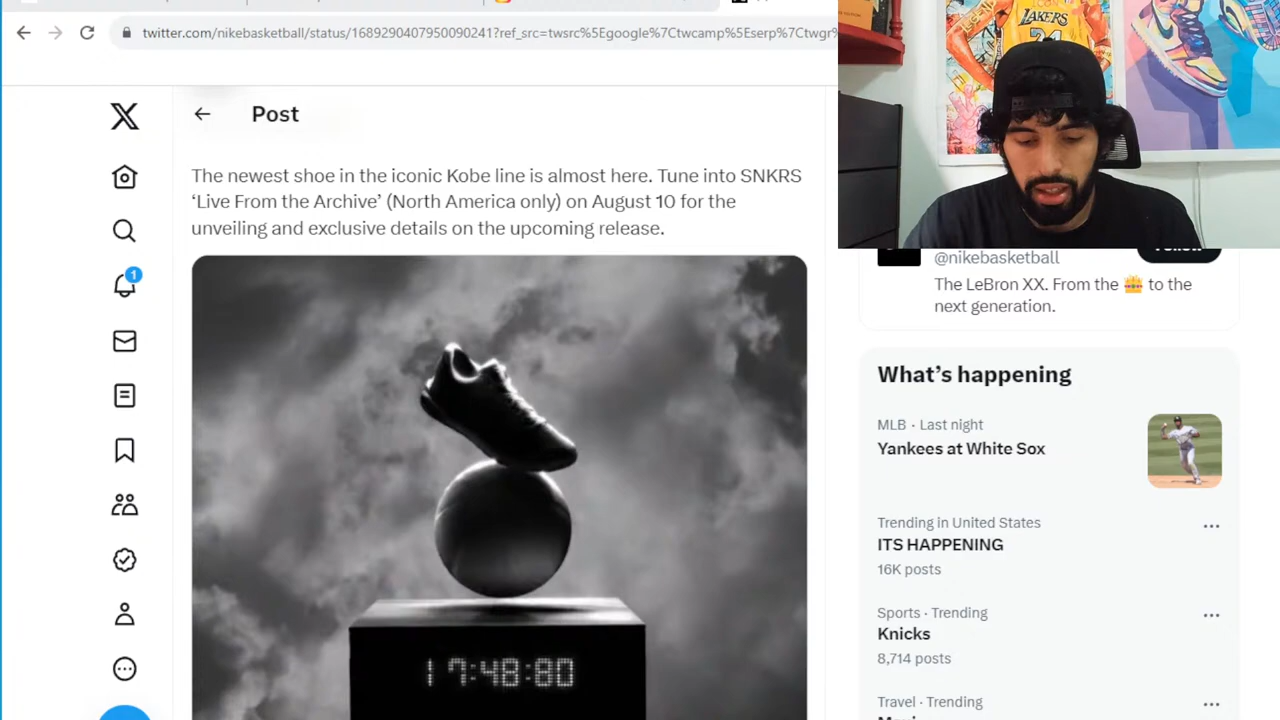 twitter.com/nikebasketball/status/1689290407950090241?ref_src=twsrc%5Egoogle%7Ctwcamp%5Eserp%7Ctwgr%
Post
The newest shoe in the iconic Kobe line is almost here. Tune into SNKRS
‘Live From the Archive’ (North America only) on August 10 for the
unveiling and exclusive details on the upcoming release.
17:48:80
1
LAKERS
24
@nikebasketball
The LeBron XX. From the 👑 to the
next generation.
What’s happening
MLB · Last night
Yankees at White Sox
Trending in United States
ITS HAPPENING
16K posts
Sports · Trending
Knicks
8,714 posts
Travel · Trending